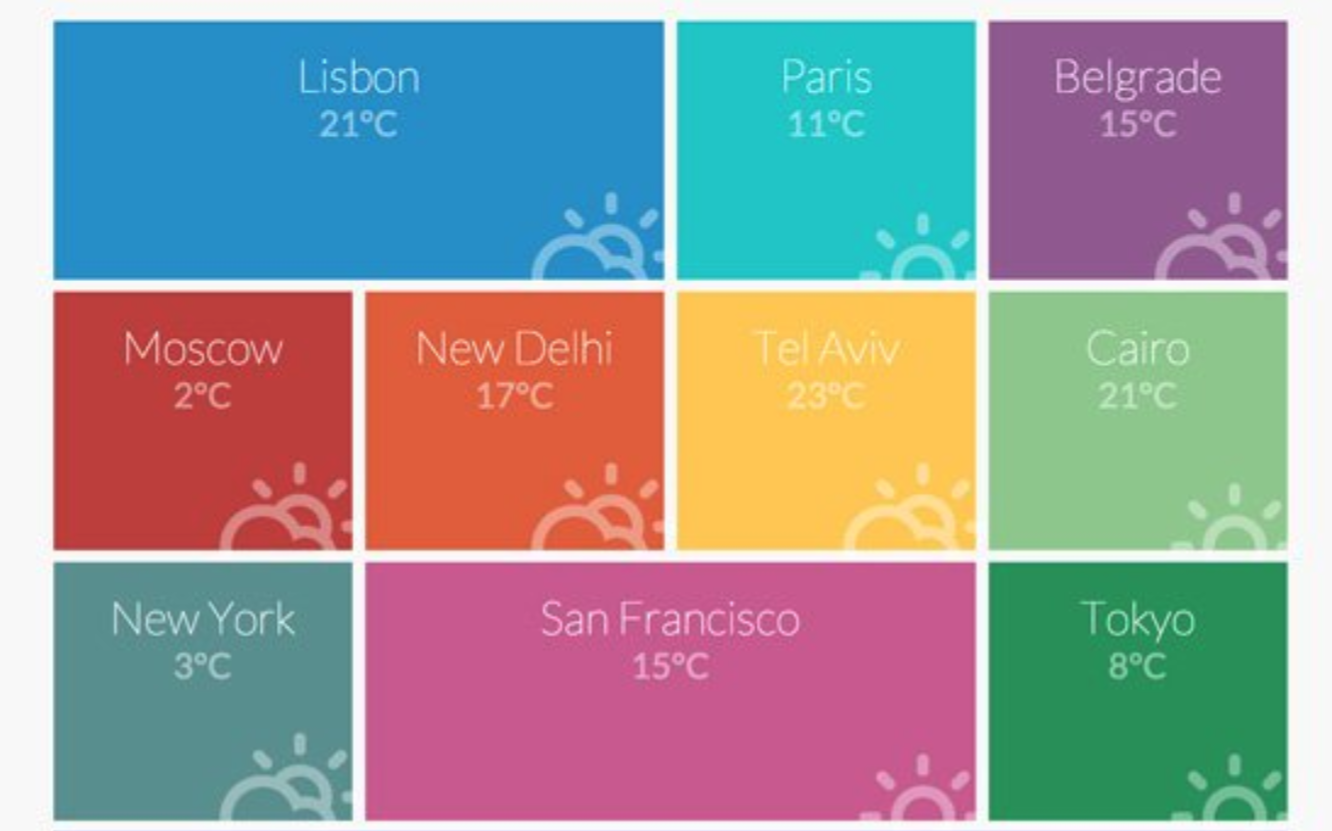 Lisbon
21°C
Paris
11°C
Belgrade
15°C
Moscow
2°C
New Delhi
17°C
Tel Aviv
23°C
Cairo
21°C
New York
3°C
San Francisco
15°C
Tokyo
8°C